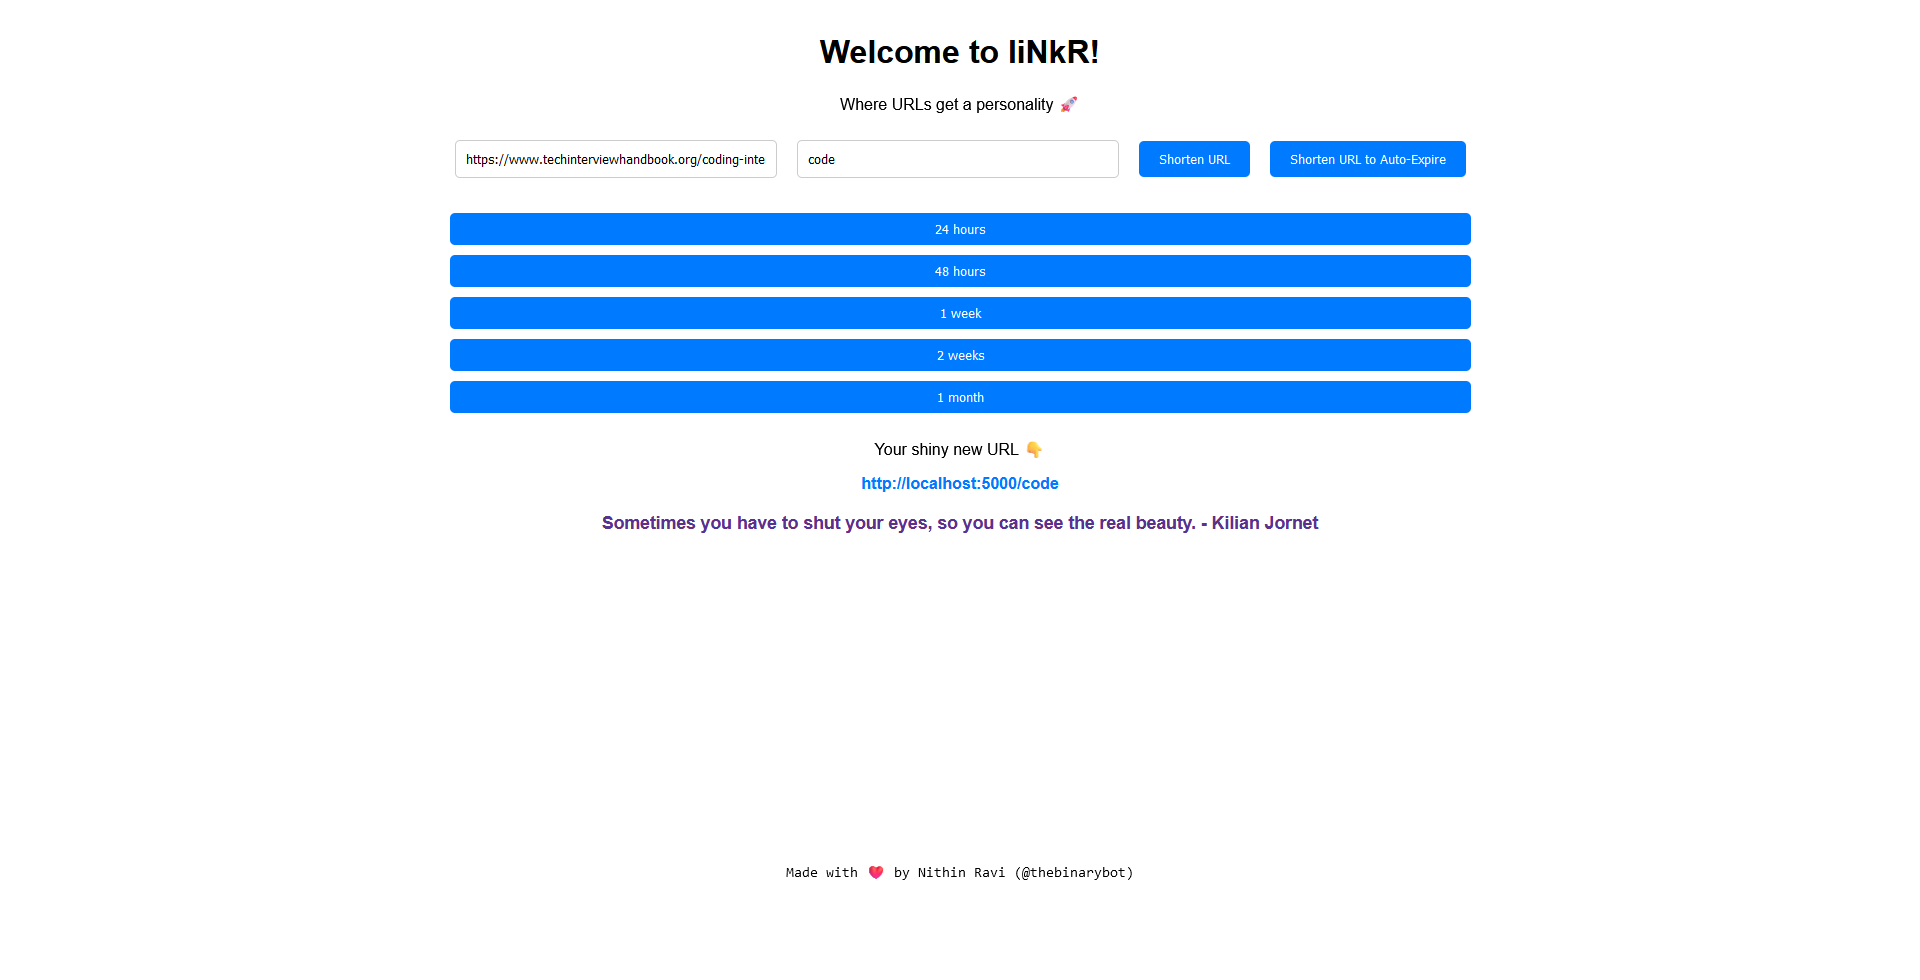 Welcome to liNkR!
Where URLs get a personality 🚀
https://www.techinterviewhandbook.org/coding-inte
code
Shorten URL
Shorten URL to Auto-Expire
24 hours
48 hours
1 week
2 weeks
1 month
Your shiny new URL 👇
http://localhost:5000/code
Sometimes you have to shut your eyes, so you can see the real beauty. - Kilian Jornet
Made with ❤️ by Nithin Ravi (@thebinarybot)